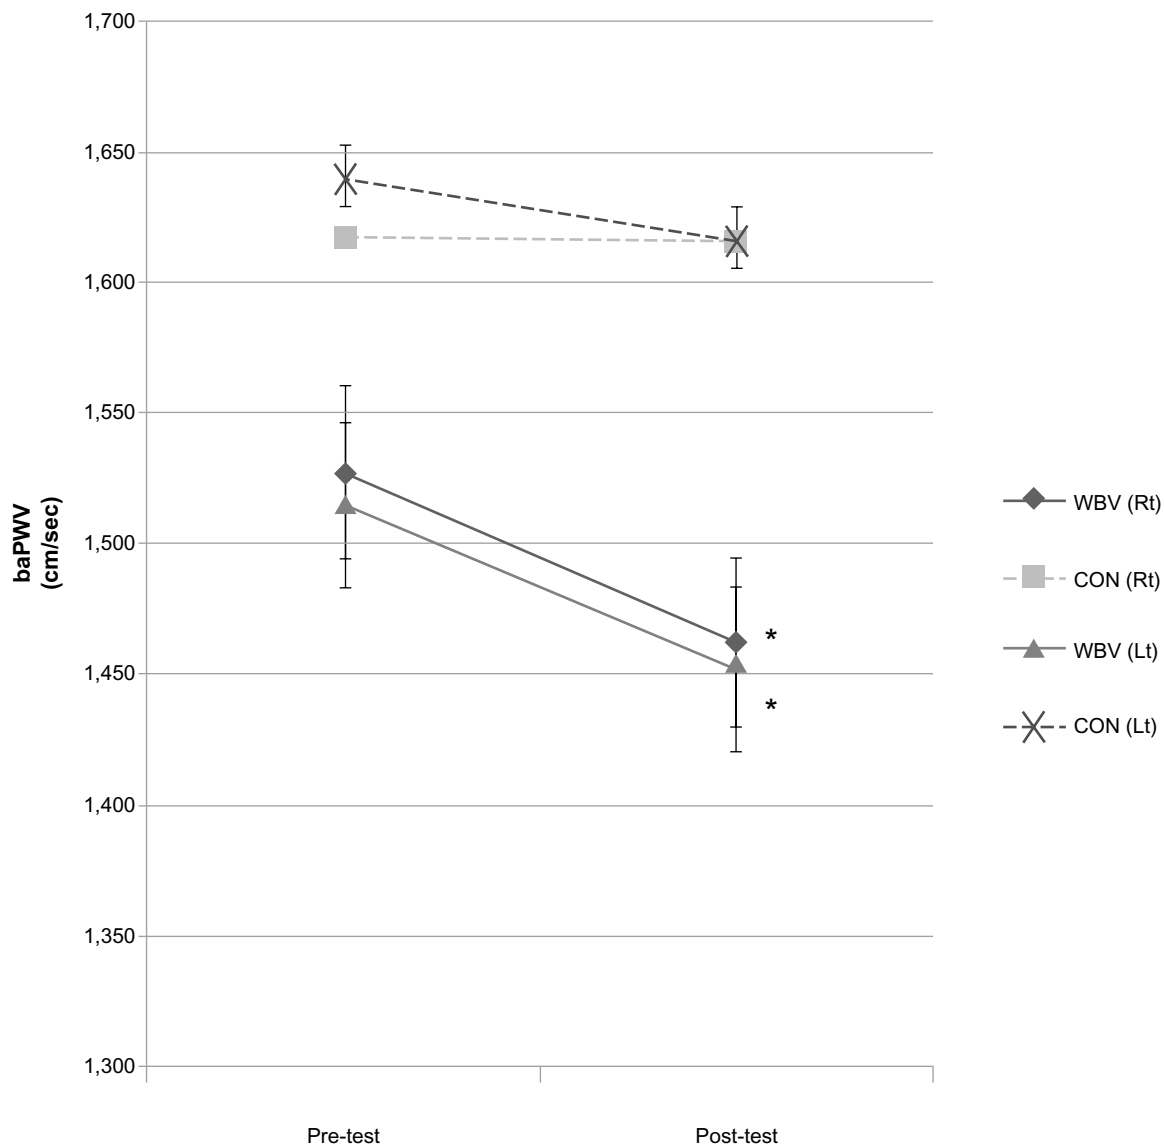 1,700
1,650
1,600
1,550
1,500
1,450
1,400
1,350
1,300
baPWV
(cm/sec)
*
*
Pre-test
Post-test
WBV (Rt)
CON (Rt)
WBV (Lt)
CON (Lt)